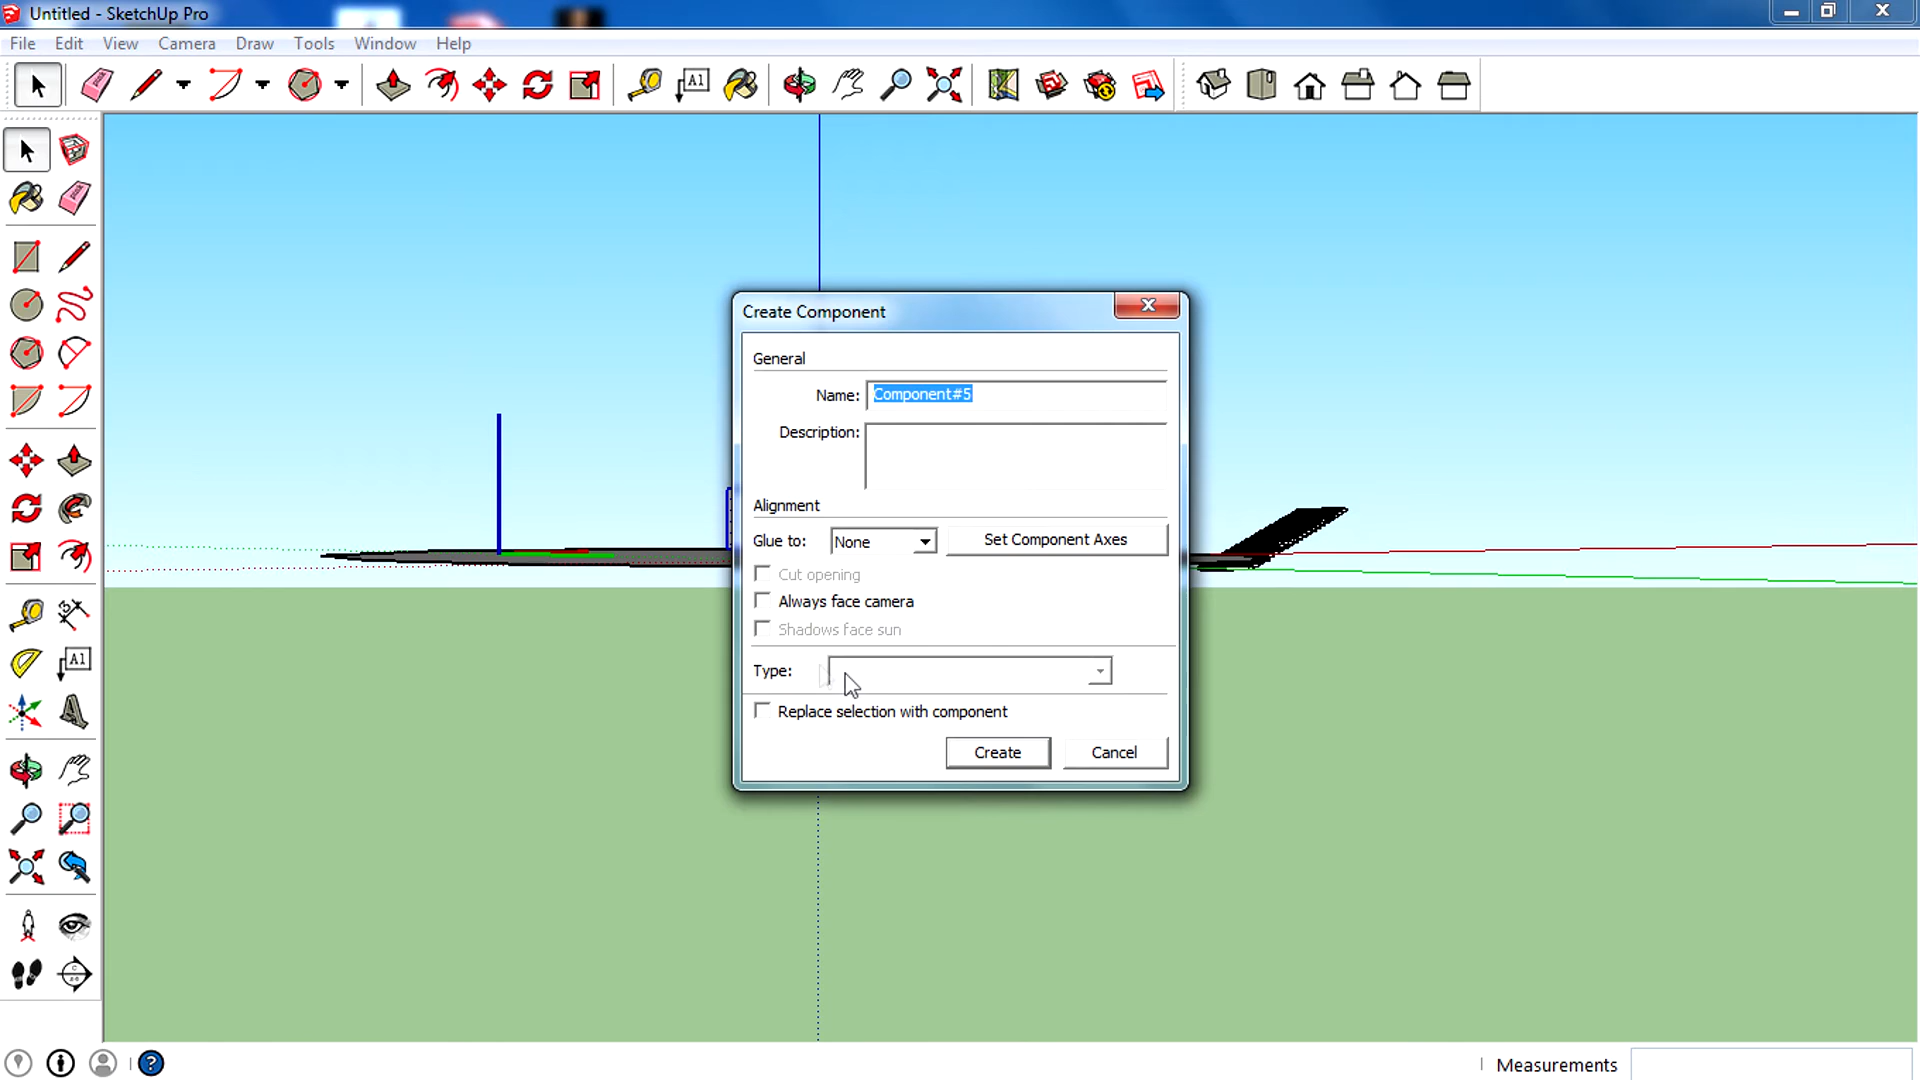 Untitled - SketchUp Pro
File Edit View Camera Draw Tools Window Help
A1
Create Component
General
Name: Component#5
Description:
Alignment
Glue to: None Set Component Axes
Cut opening
Always face camera
Shadows face sun
Type:
Replace selection with component
Create Cancel
A1
Measurements